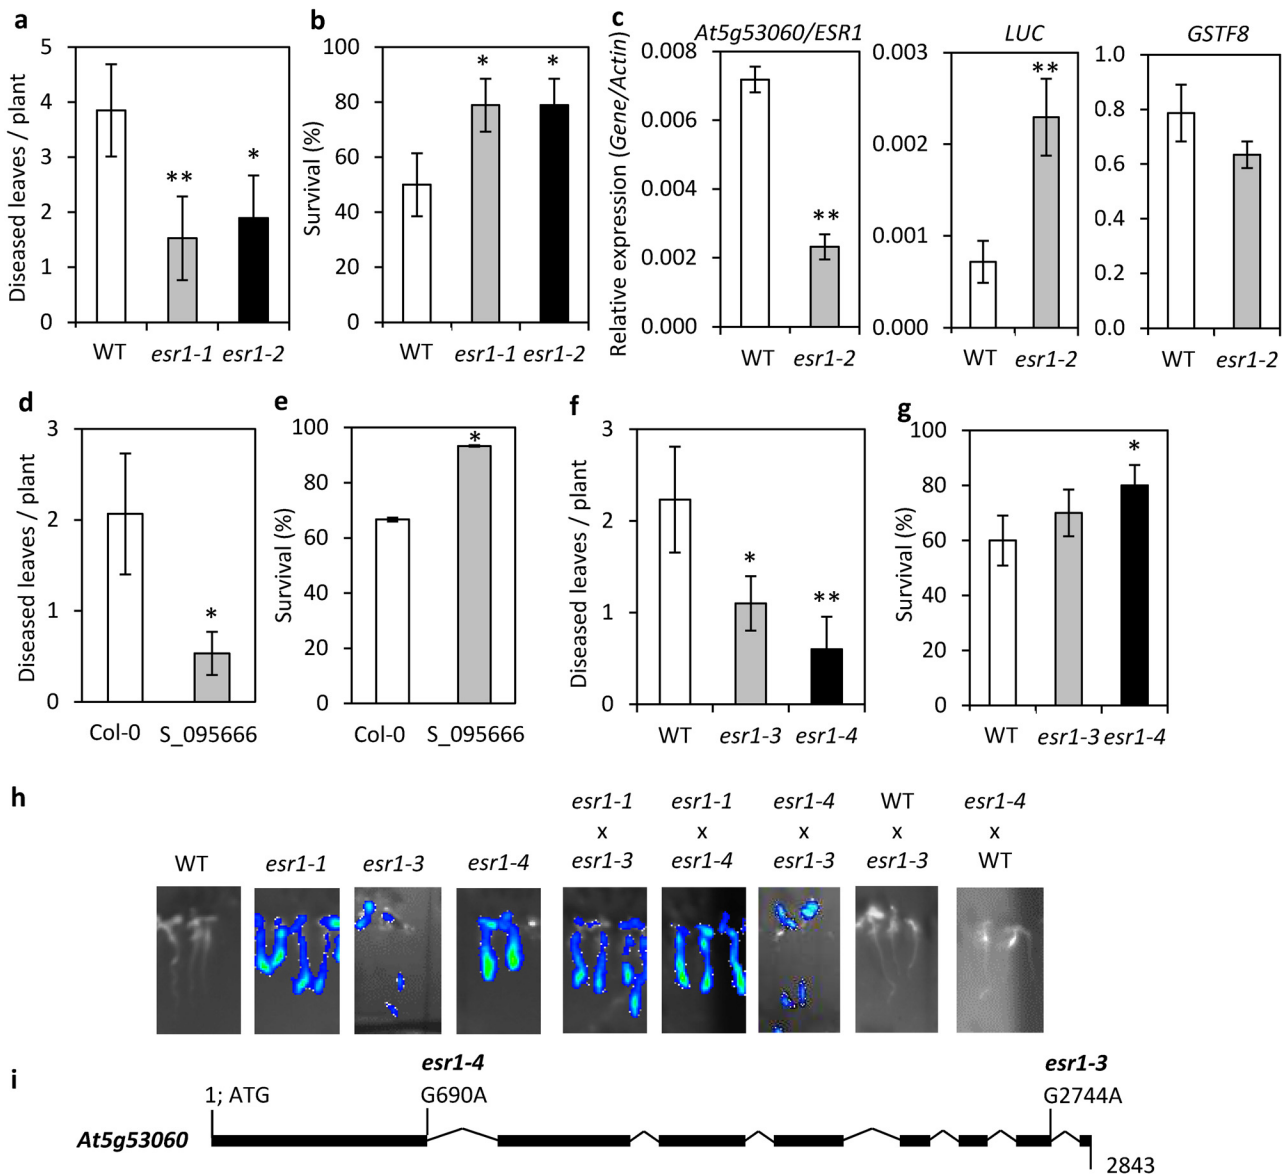 a
Diseased leaves / plant
5
4
3
2
1
0
**
*
WT
esr1-1
esr1-2
b
Survival (%)
100
80
60
40
20
0
*
*
WT
esr1-1
esr1-2
c
Relative expression (Gene/Actin)
At5g53060/ESR1
0.008
0.006
0.004
0.002
0.000
**
WT
esr1-2
LUC
0.003
0.002
0.001
0.000
**
WT
esr1-2
GSTF8
1.0
0.8
0.6
0.4
0.2
0.0
WT
esr1-2
d
Diseased leaves / plant
3
2
1
0
*
Col-0
S_095666
e
Survival (%)
100
80
60
40
20
0
*
Col-0
S_095666
f
Diseased leaves / plant
3
2
1
0
*
**
WT
esr1-3
esr1-4
g
Survival (%)
100
80
60
40
20
0
*
WT
esr1-3
esr1-4
h
WT
esr1-1
esr1-3
esr1-4
esr1-1
x
esr1-3
esr1-1
x
esr1-4
esr1-4
x
esr1-3
WT
x
esr1-3
esr1-4
x
WT
i
esr1-4
esr1-3
1; ATG
G690A
G2744A
At5g53060
2843